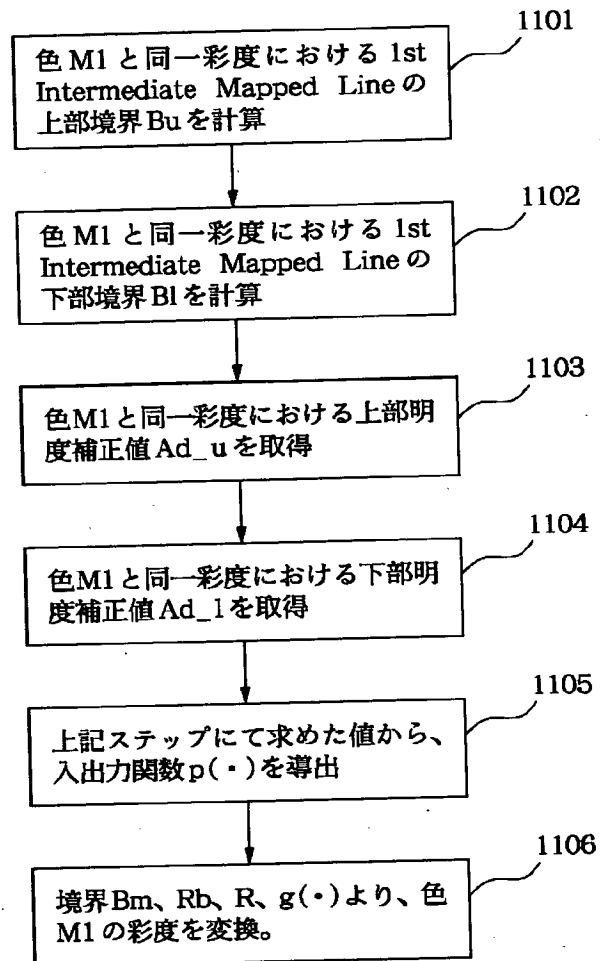 1101
色M1と同一彩度における1st
Intermediate Mapped Lineの
上部境界Buを計算
1102
色M1と同一彩度における1st
Intermediate Mapped Lineの
下部境界Blを計算
1103
色M1と同一彩度における上部明
度補正値Ad_uを取得
1104
色M1と同一彩度における下部明
度補正値Ad_lを取得
1105
上記ステップにて求めた値から、
入出力関数p(・)を導出
1106
境界Bm、Rb、R、g(・)より、色
M1の彩度を変換。